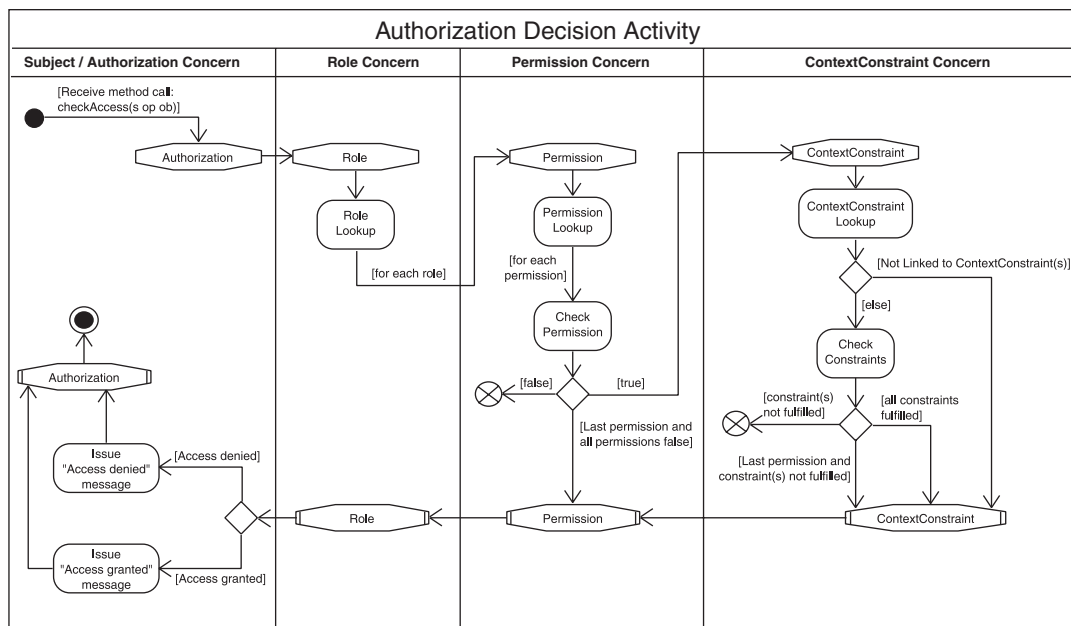 Authorization Decision Activity
Subject / Authorization Concern
Role Concern
Permission Concern
ContextConstraint Concern
[Receive method call:
checkAccess(s op ob)]
Authorization
Role
Permission
ContextConstraint
Role
Lookup
Permission
Lookup
ContextConstraint
Lookup
[for each role]
[for each
permission]
[Not Linked to ContextConstraint(s)]
[else]
Check
Permission
Check
Constraints
Authorization
[false]
[true]
[constraint(s)
not fulfilled]
[all constraints
fulfilled]
[Last permission and
all permissions false]
[Last permission and
constraint(s) not fulfilled]
Issue
"Access denied"
message
[Access denied]
Role
Permission
ContextConstraint
Issue
"Access granted"
message
[Access granted]